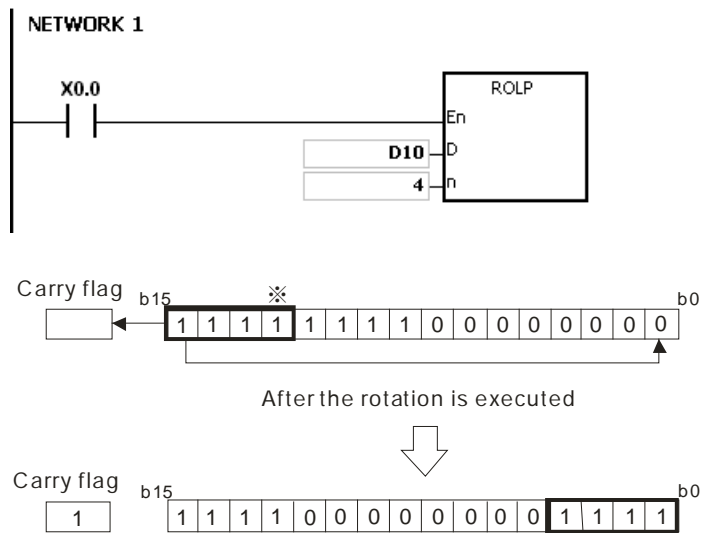 NETWORK 1
X0.0
ROLP
En
D10 D
4 n
Carry flag b15 ※ b0
1 1 1 1 1 1 1 1 0 0 0 0 0 0 0 0
After the rotation is executed
Carry flag b15 b0
1 1 1 1 1 0 0 0 0 0 0 0 0 1 1 1 1